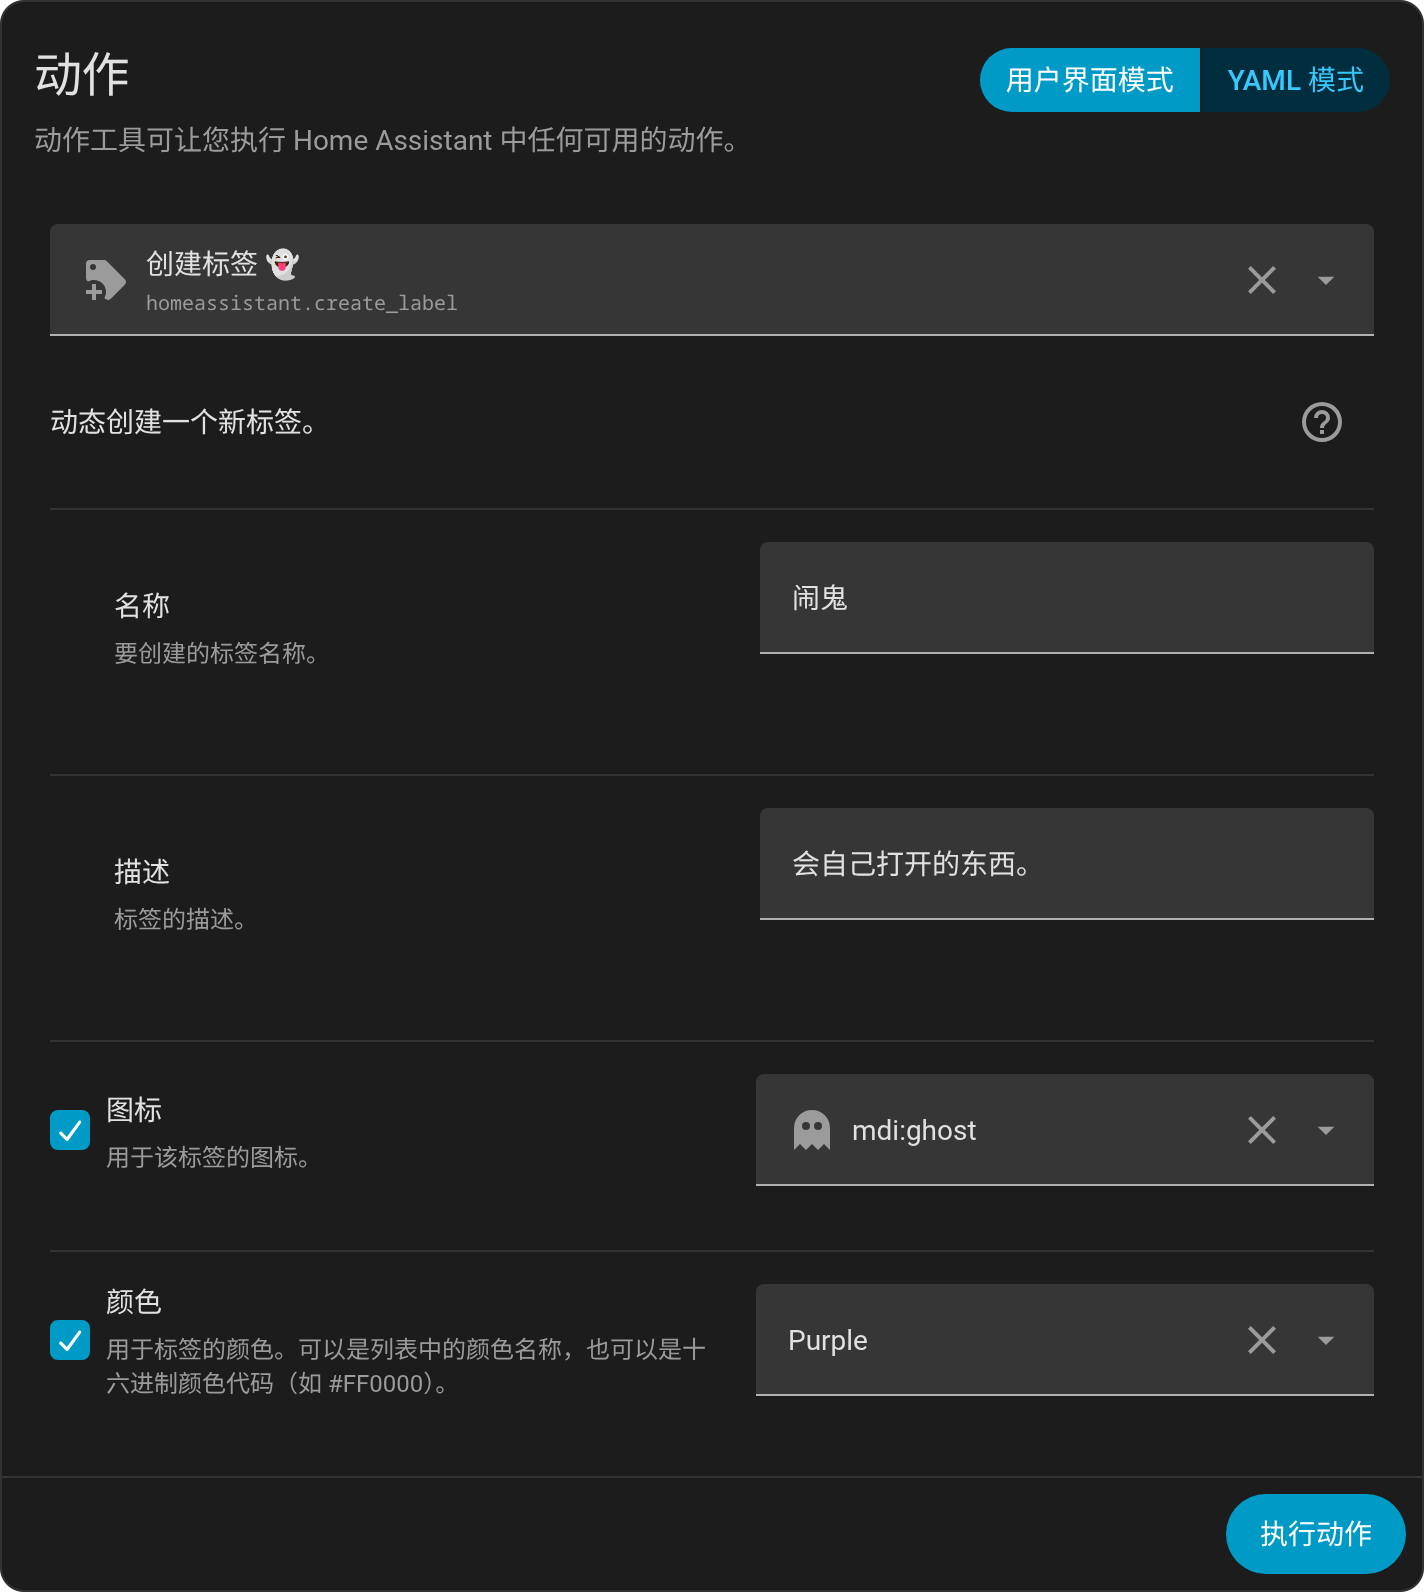 动作
用户界面模式
YAML 模式
动作工具可让您执行 Home Assistant 中任何可用的动作。
创建标签 👻
homeassistant.create_label
动态创建一个新标签。
名称
要创建的标签名称。
闹鬼
描述
标签的描述。
会自己打开的东西。
图标
用于该标签的图标。
mdi:ghost
颜色
用于标签的颜色。可以是列表中的颜色名称，也可以是十
六进制颜色代码（如 #FF0000）。
Purple
执行动作